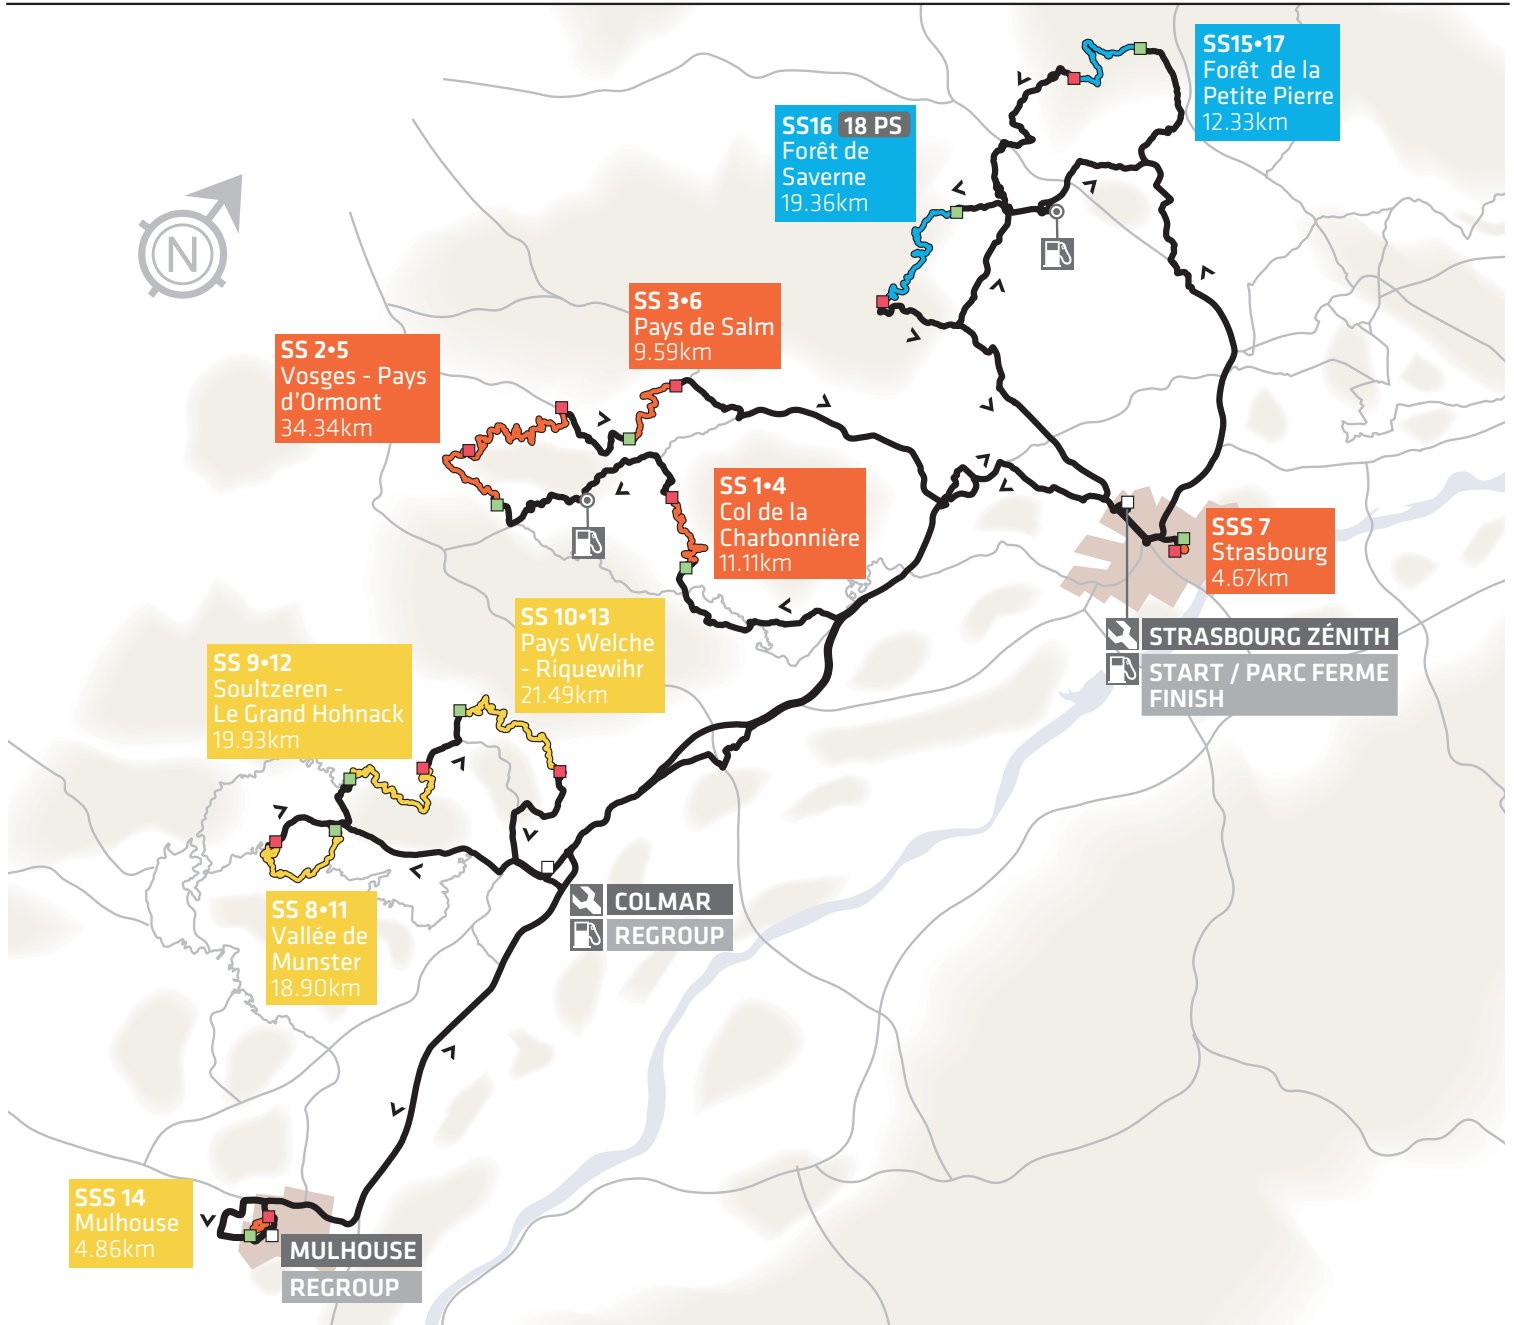 SS15•17
Forêt de la
Petite Pierre
12.33km
SS16 18 PS
Forêt de
Saverne
19.36km
N
SS 3•6
Pays de Salm
9.59km
SS 2•5
Vosges - Pays
d'Ormont
34.34km
SS 1•4
Col de la
Charbonnière
11.11km
SSS 7
Strasbourg
4.67km
STRASBOURG ZÉNITH
START / PARC FERME
FINISH
SS 10•13
Pays Welche
- Riquewihr
21.49km
SS 9•12
Soultzeren -
Le Grand Hohnack
19.93km
SS 8•11
Vallée de
Munster
18.90km
COLMAR
REGROUP
SSS 14
Mulhouse
4.86km
MULHOUSE
REGROUP